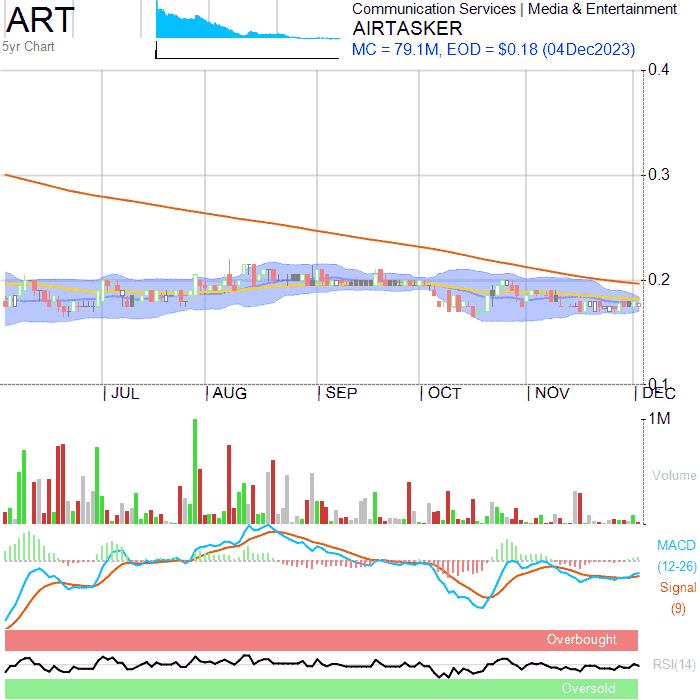 ART
5yr Chart
Communication Services | Media & Entertainment
AIRTASKER
MC = 79.1M, EOD = $0.18 (04Dec2023)
0.4
0.3
0.2
0.1
JUL AUG SEP OCT NOV DEC
1M
Volume
MACD
(12-26)
Signal
(9)
Overbought
RSI(14)
Oversold